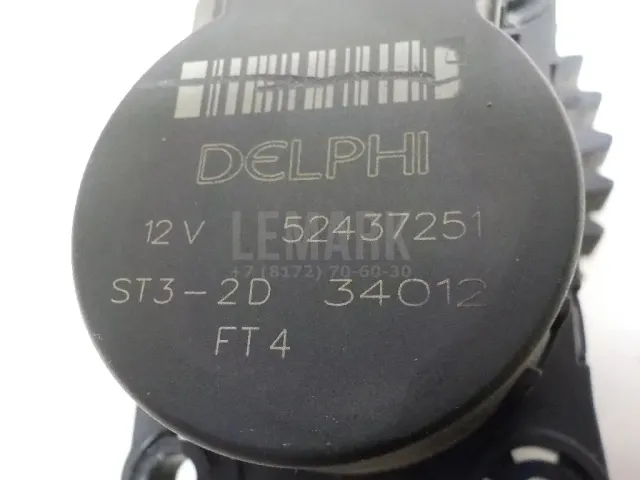 DELPHI
12 V 52437251
LEMARK
+7 (8172) 70-60-30
ST3-2D 34012
FT4